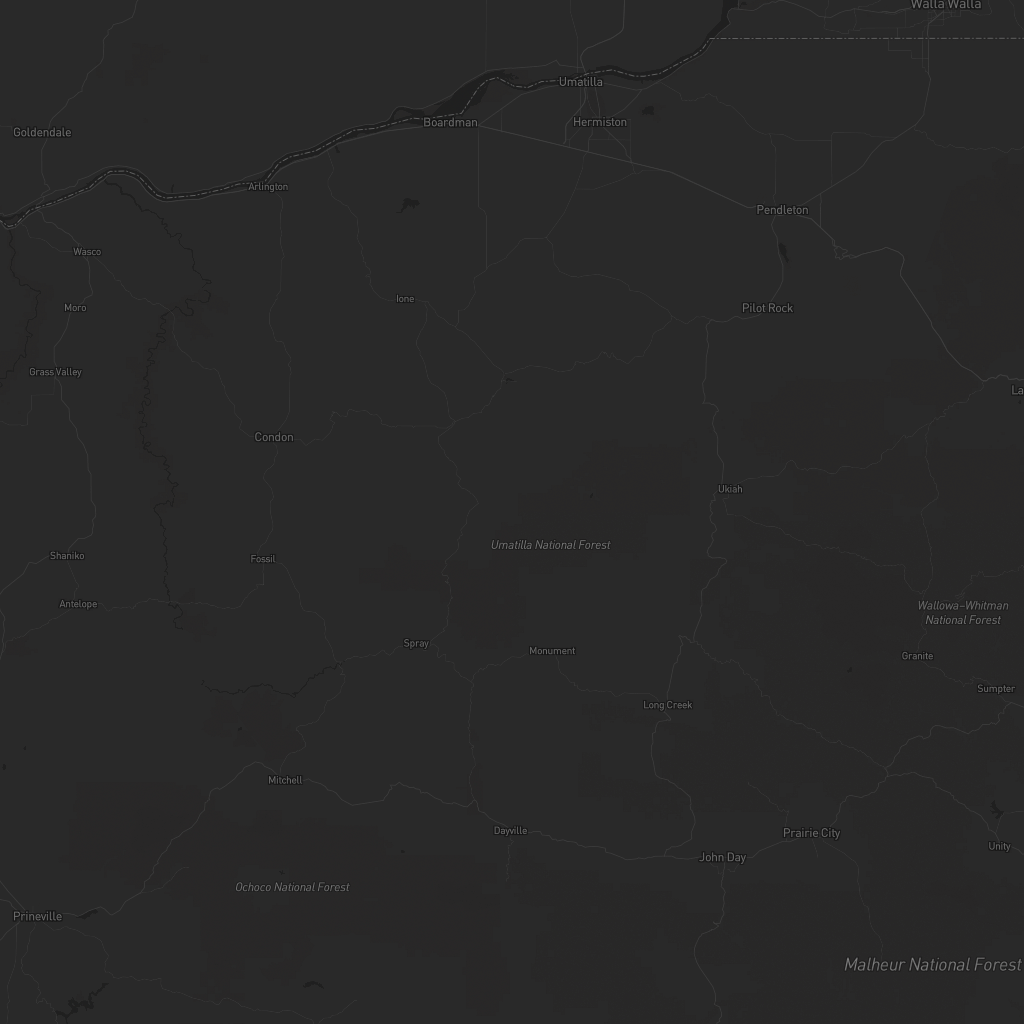 Walla Walla
Umatilla
Boardman
Hermiston
Goldendale
Arlington
Pendleton
Wasco
Ione
Moro
Pilot Rock
Grass Valley
La
Condon
Ukiah
Umatilla National Forest
Shaniko
Fossil
Antelope
Wallowa–Whitman
National Forest
Spray
Monument
Granite
Sumpter
Long Creek
Mitchell
Dayville
Prairie City
Unity
John Day
Ochoco National Forest
Prineville
Malheur National Forest